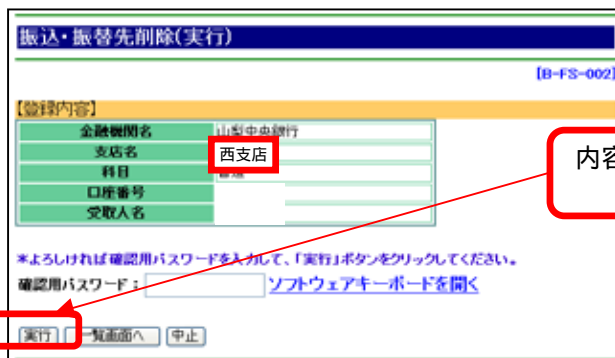 振込・振替先削除(実行)
[B-FS-002]
【登録内容】
金融機関名 山梨中央銀行
支店名 西支店
科目 普通
口座番号
受取人名
内容
*よろしければ確認用パスワードを入力して、「実行」ボタンをクリックしてください。
確認用パスワード： ソフトウェアキーボードを開く
実行 一覧画面へ 中止